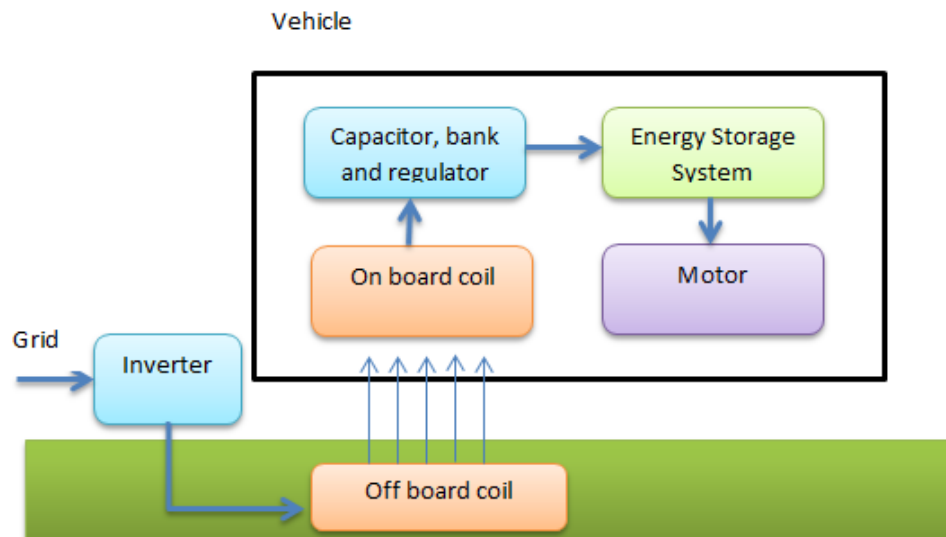 Vehicle
Capacitor, bank
and regulator
Energy Storage
System
On board coil
Motor
Grid
Inverter
Off board coil